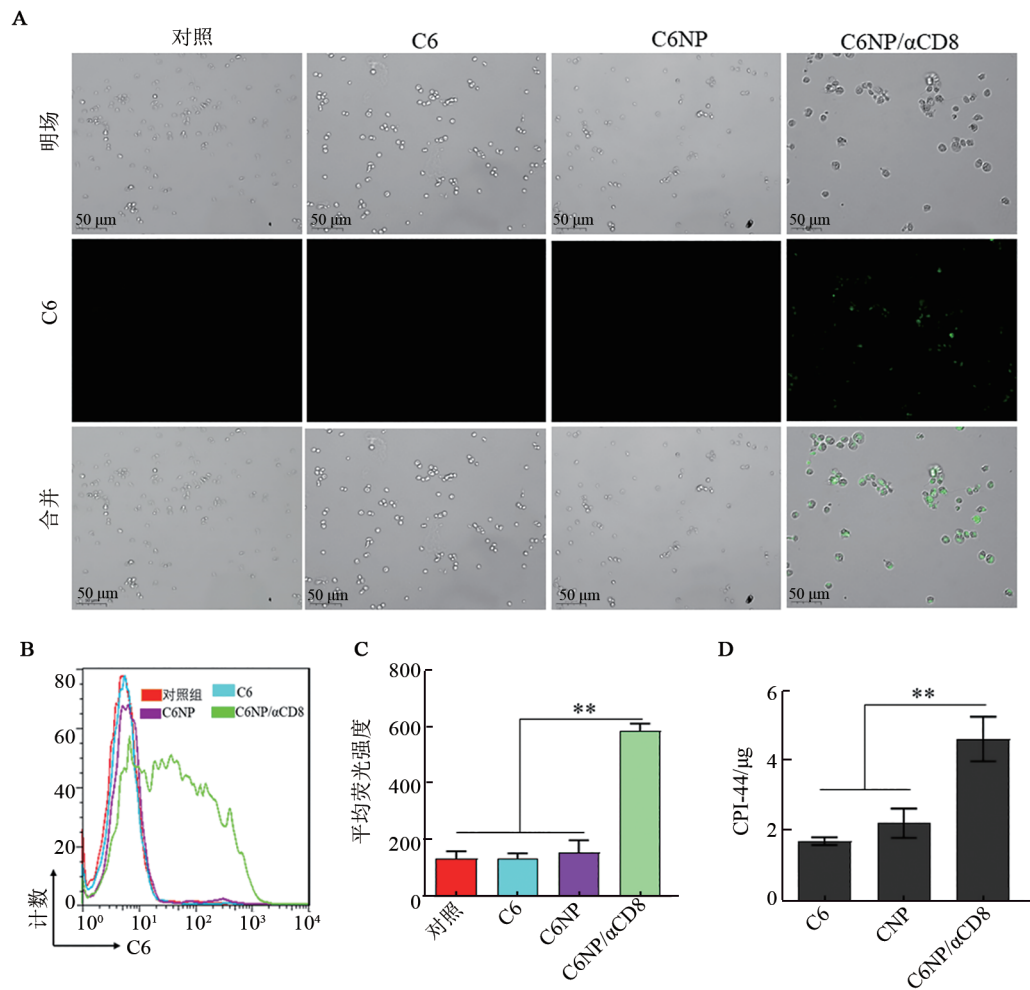 A
对照 C6 C6NP C6NP/αCD8
明场
50 μm 50 μm 50 μm 50 μm
C6
合并
50 μm 50 μm 50 μm 50 μm
B
80
60
40
20
0
计数
10⁰ 10¹ 10² 10³ 10⁴
C6
对照组 C6
C6NP C6NP/αCD8
C
800
600
400
200
0
平均荧光强度
**
对照 C6 C6NP C6NP/αCD8
D
6
4
2
0
CPI-44/μg
**
C6 CNP C6NP/αCD8